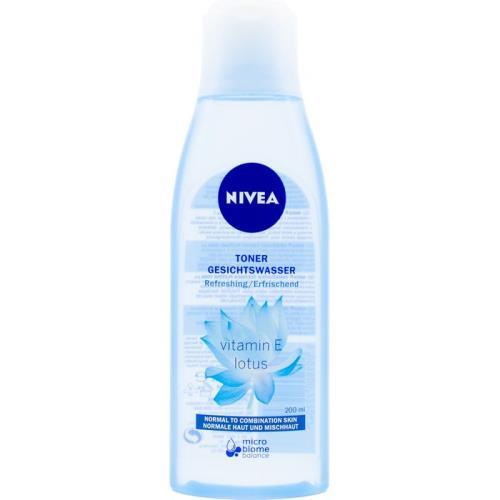 NIVEA
TONER
GESICHTSWASSER
Refreshing/Erfrischend
vitamin E
lotus
200 ml
NORMAL TO COMBINATION SKIN
NORMALE HAUT UND MISCHHAUT
micro
biome
balance